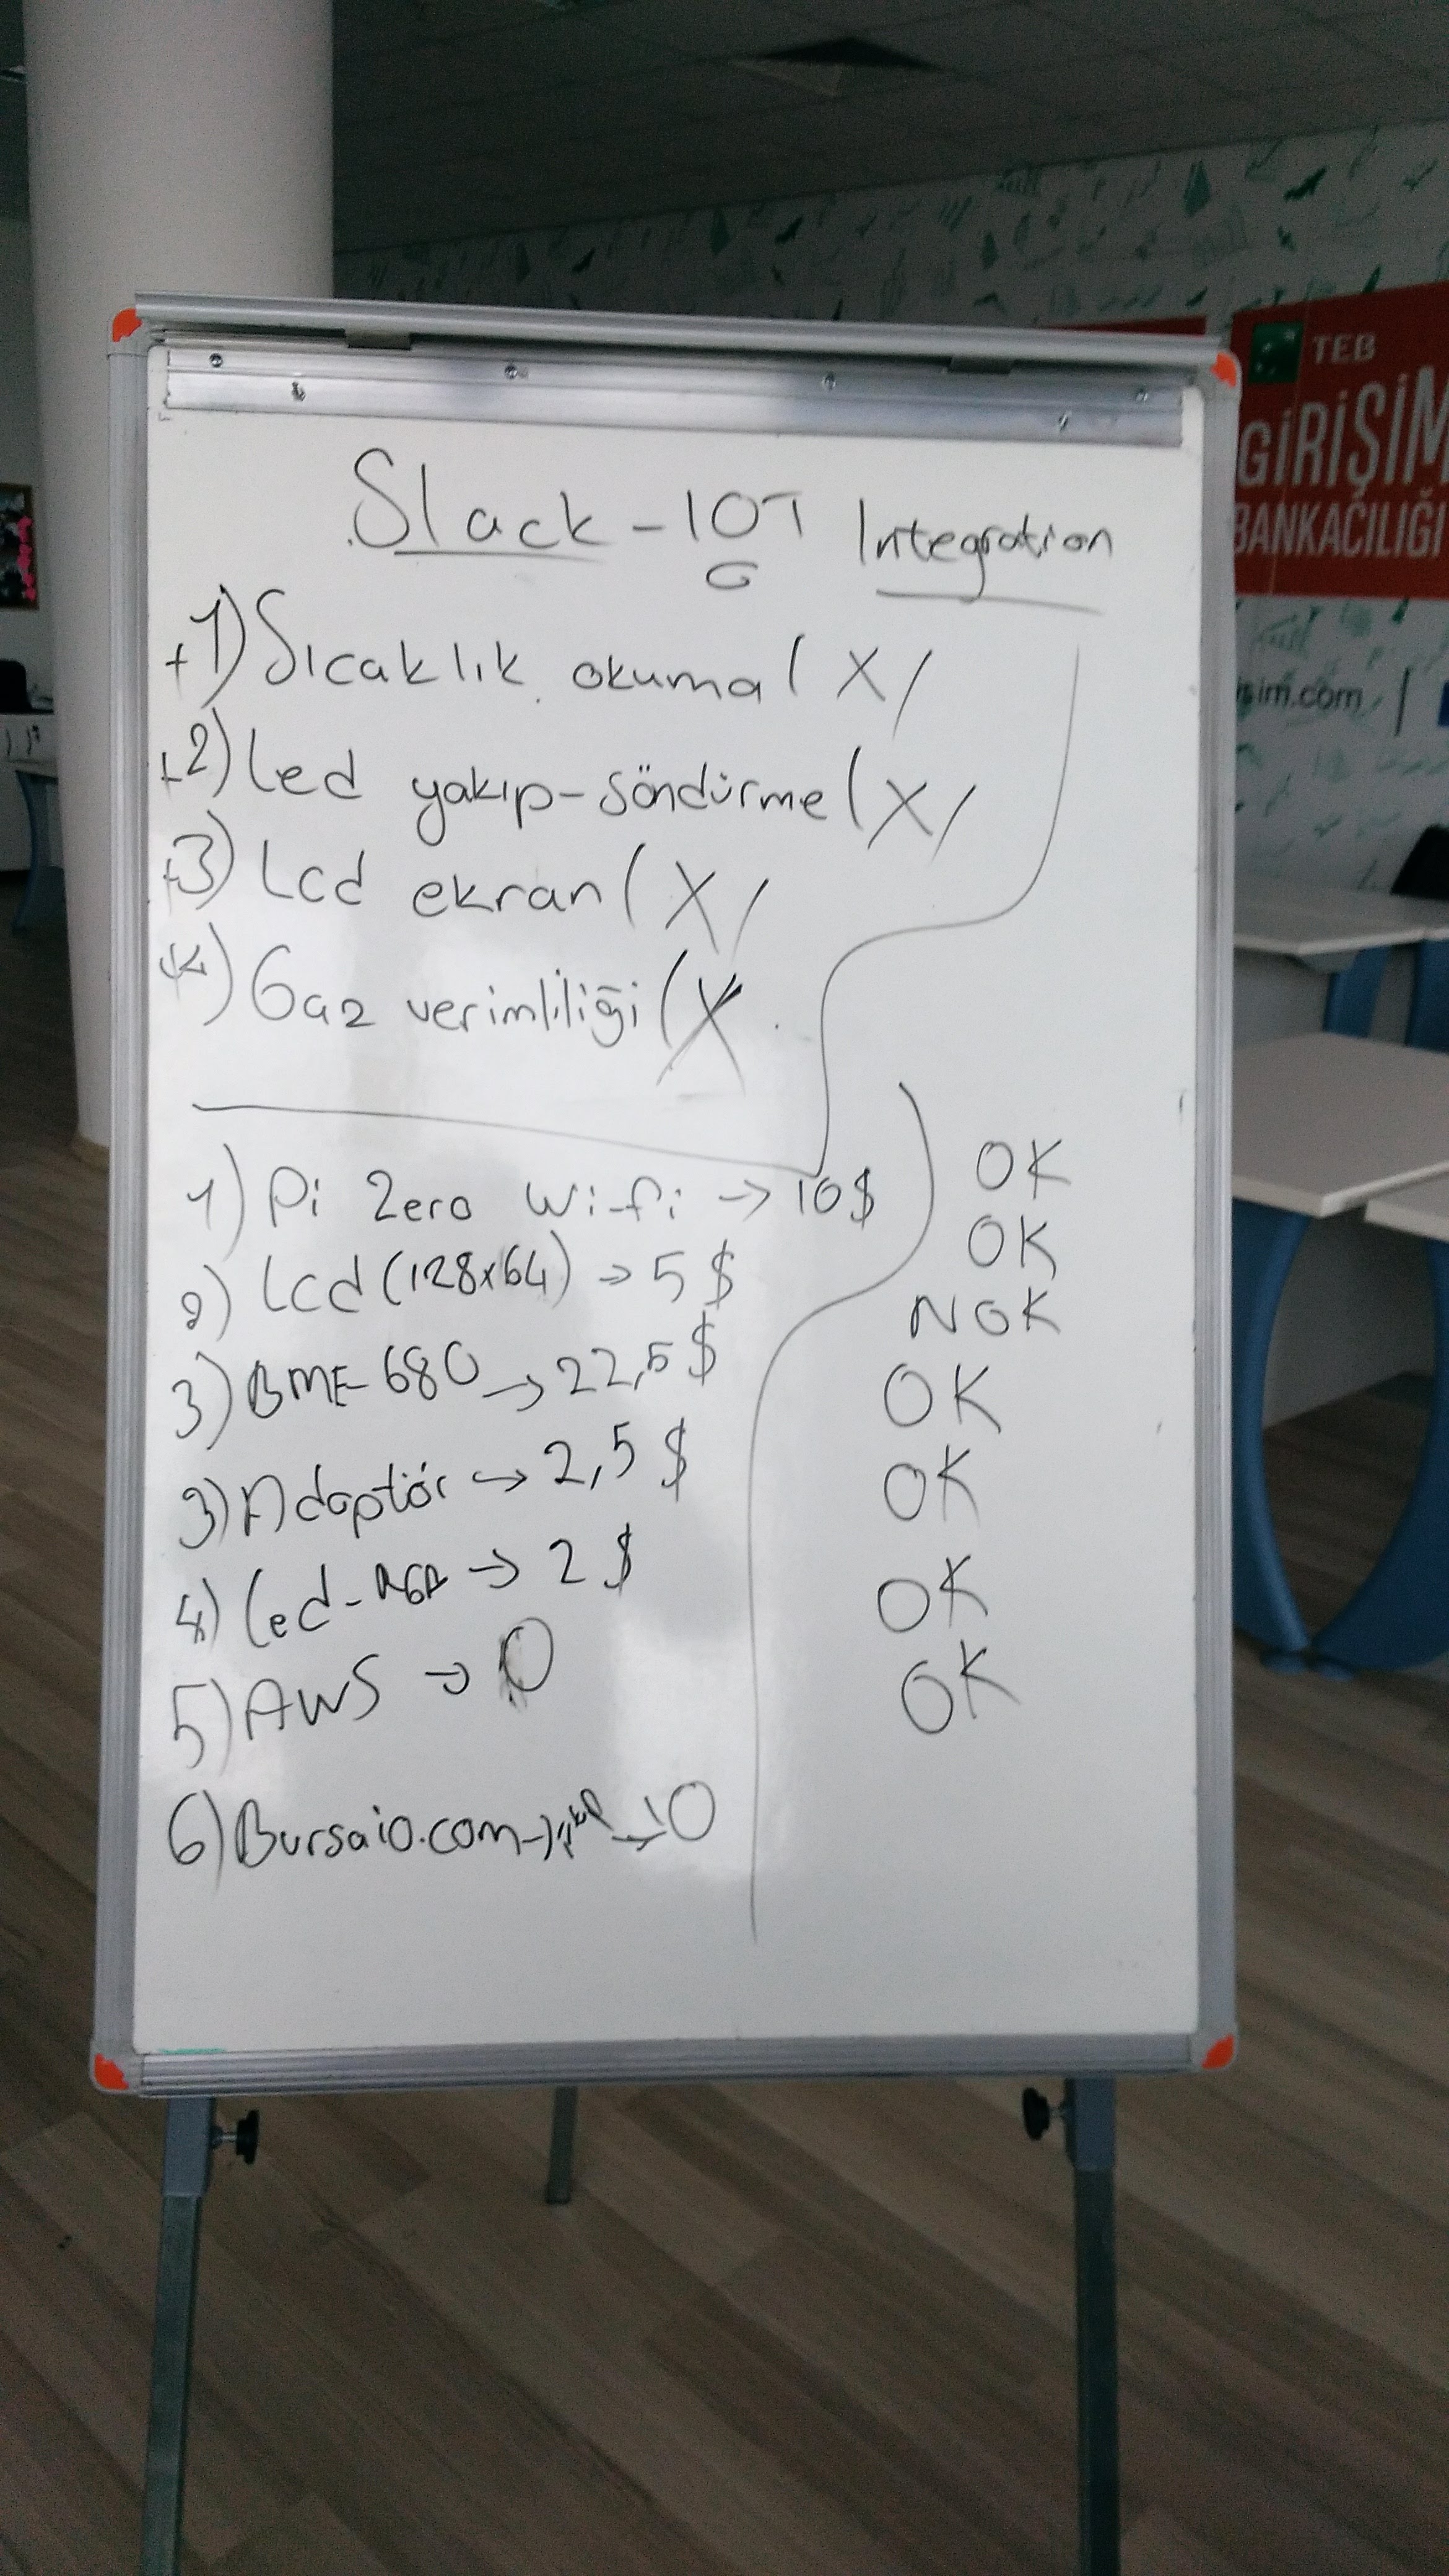 TEB
GİRİŞİM
BANKACILIĞI
işim.com
Slack - IOT Integration
+1) Sıcaklık okuma ( X /
+2) Led yakıp-söndürme ( X /
+3) Lcd ekran ( X /
+4) Gaz verimliliği ( X
1) Pi Zero Wi-fi -> 10$ OK
2) Lcd (128x64) -> 5 $ OK
3) BME 680 -> 22,5 $ NOK
3) Adaptör -> 2,5 $ OK
4) Led- -> 2 $ OK
5) AWS -> 0 OK
6) Bursaio.com -> -> 0 OK